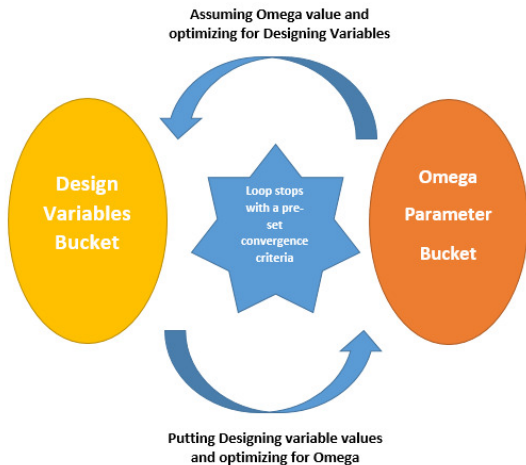 Assuming Omega value and
optimizing for Designing Variables
Design
Variables
Bucket
Loop stops
with a pre-
set
convergence
criteria
Omega
Parameter
Bucket
Putting Designing variable values
and optimizing for Omega